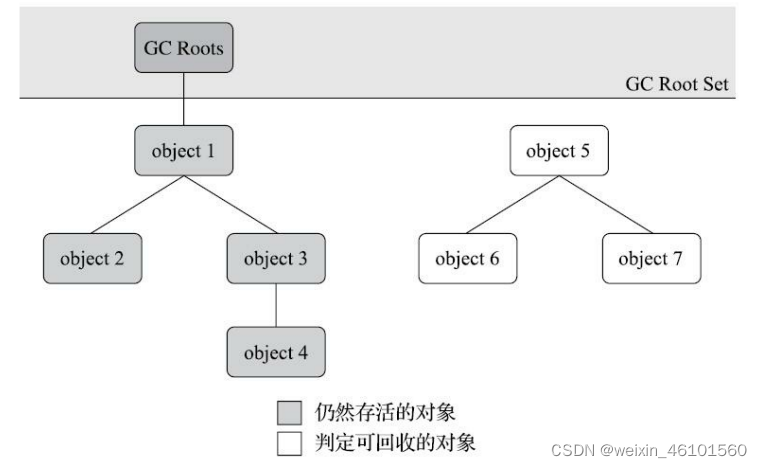 GC Roots
GC Root Set
object 1
object 5
object 2
object 3
object 6
object 7
object 4
仍然存活的对象
判定可回收的对象
CSDN @weixin_46101560